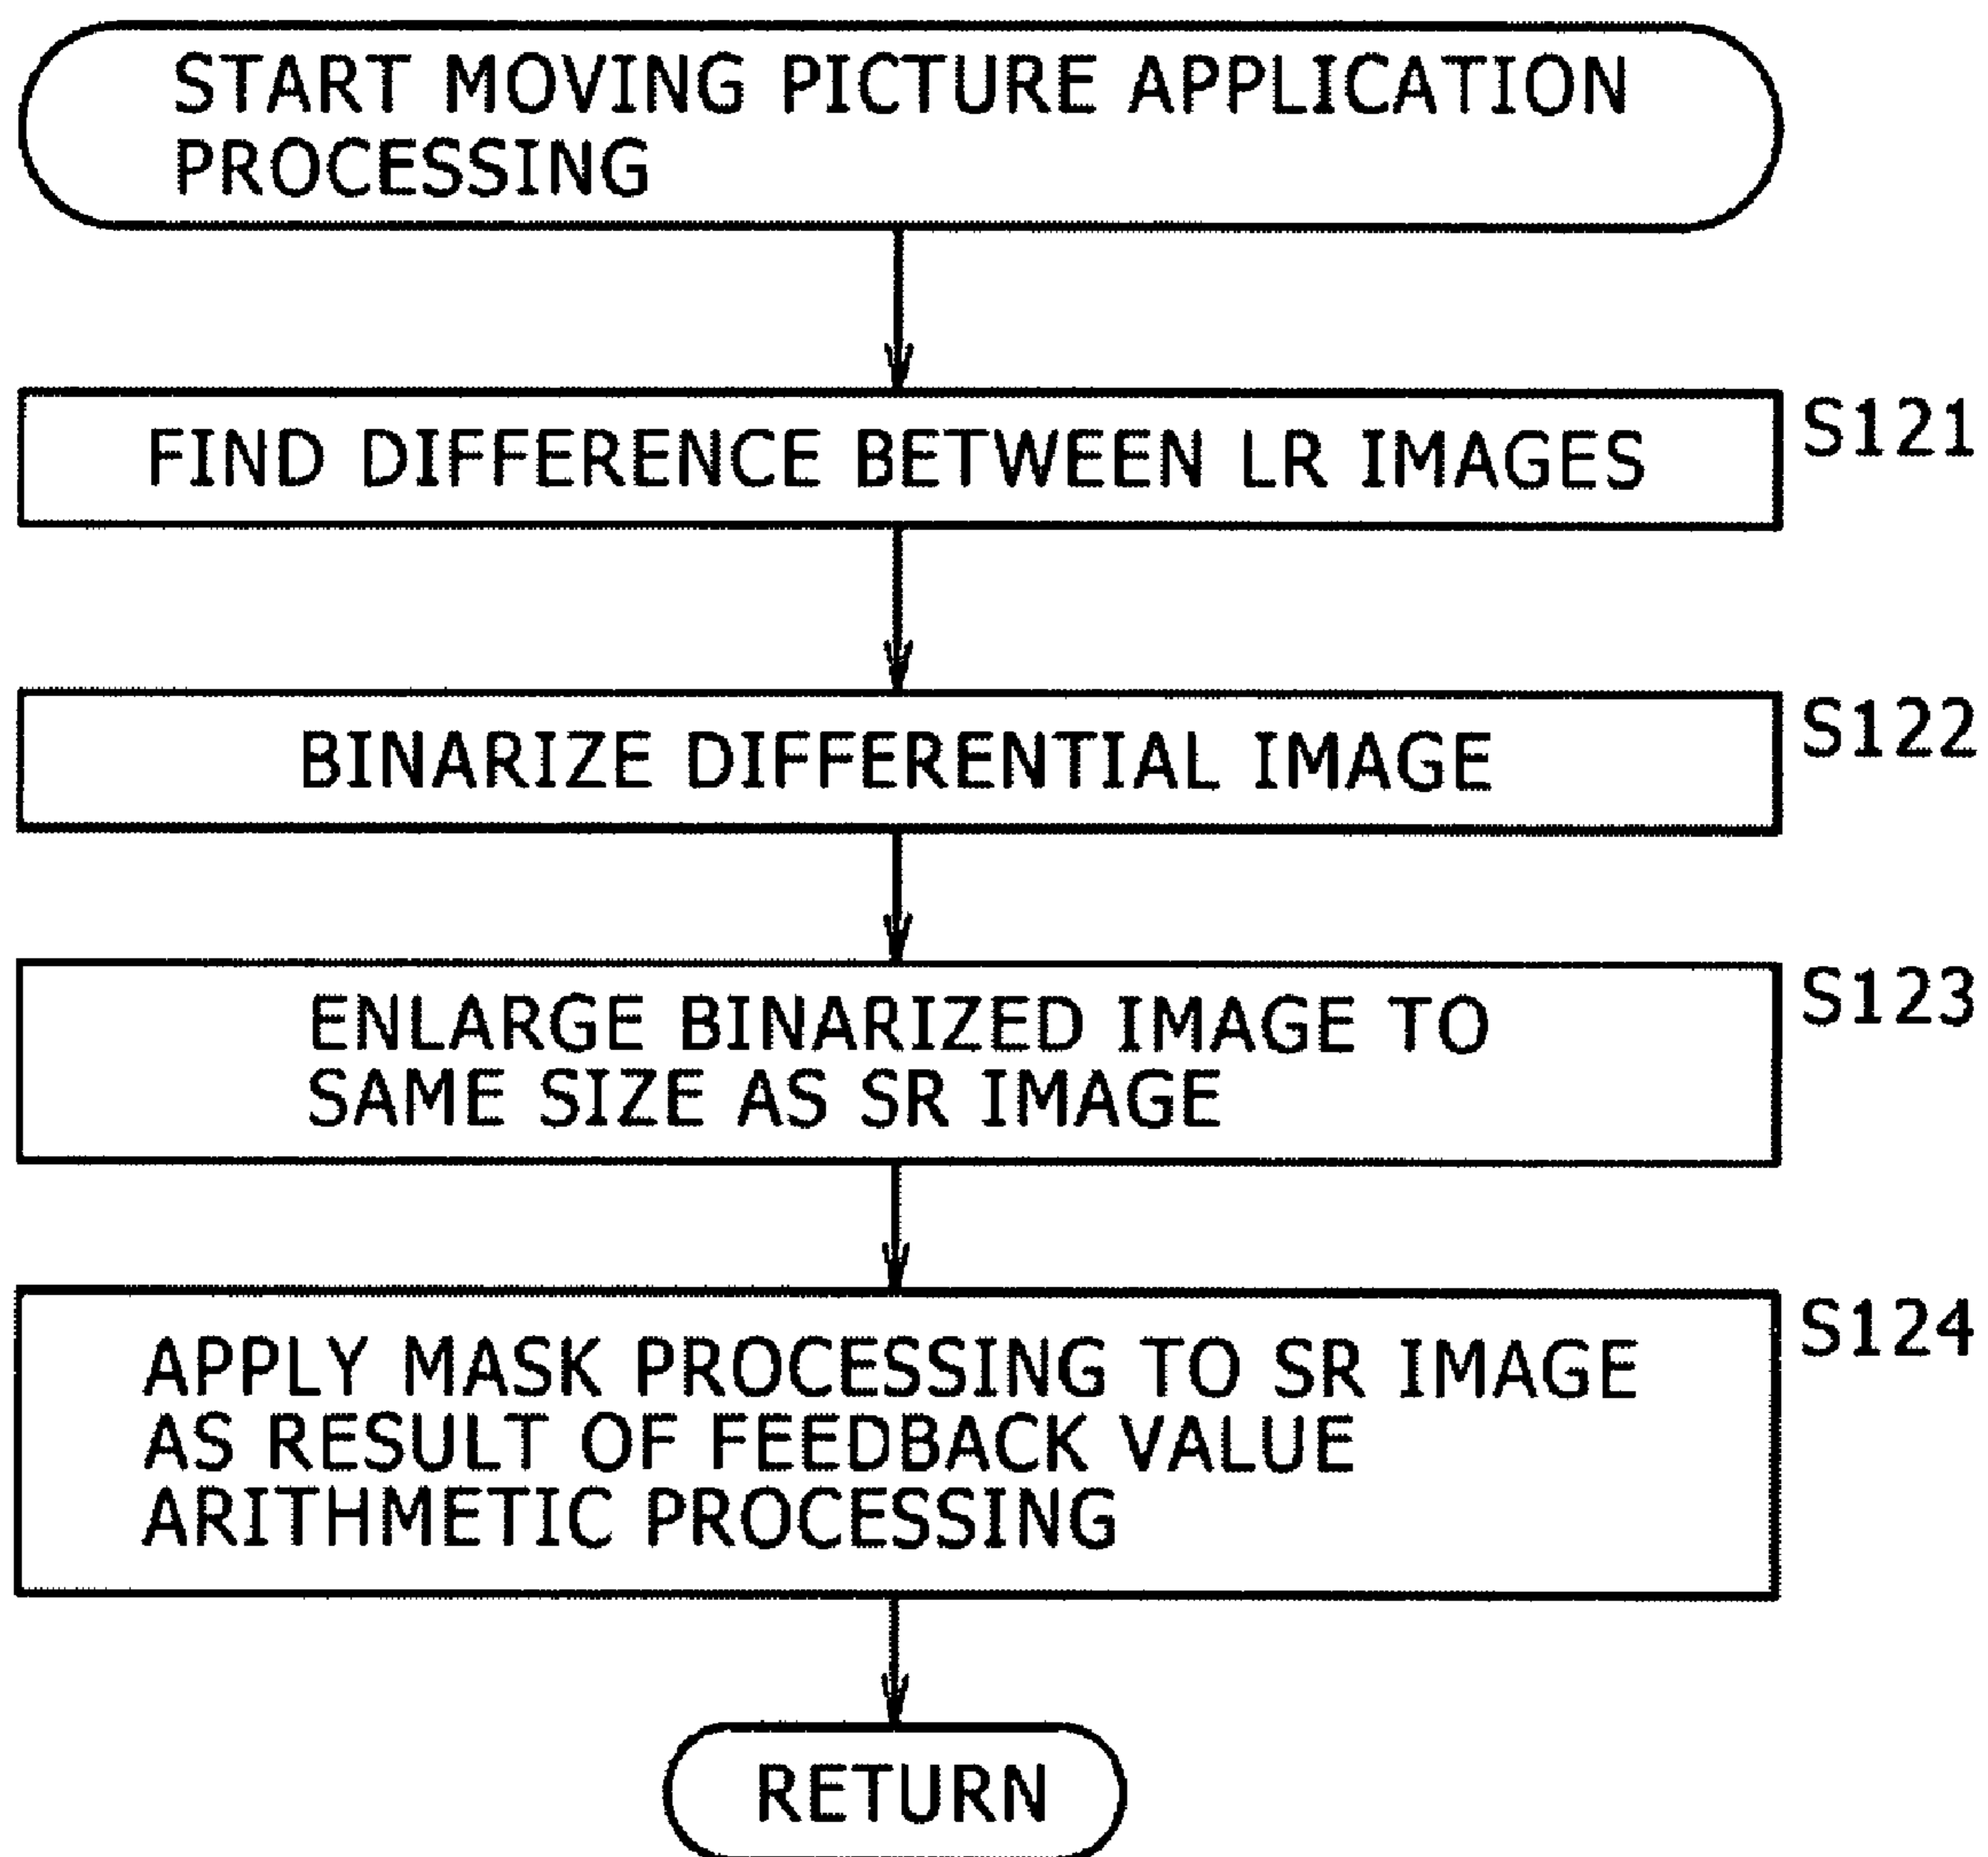 START MOVING PICTURE APPLICATION
PROCESSING
FIND DIFFERENCE BETWEEN LR IMAGES
S121
BINARIZE DIFFERENTIAL IMAGE
S122
ENLARGE BINARIZED IMAGE TO
SAME SIZE AS SR IMAGE
S123
APPLY MASK PROCESSING TO SR IMAGE
AS RESULT OF FEEDBACK VALUE
ARITHMETIC PROCESSING
S124
RETURN